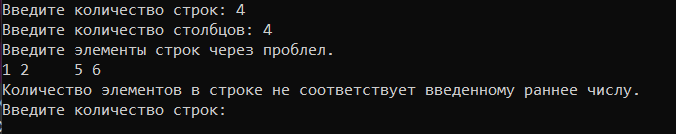 Введите количество строк: 4
Введите количество столбцов: 4
Введите элементы строк через проблел.
1 2      5 6
Количество элементов в строке не соответствует введенному раннее числу.
Введите количество строк: